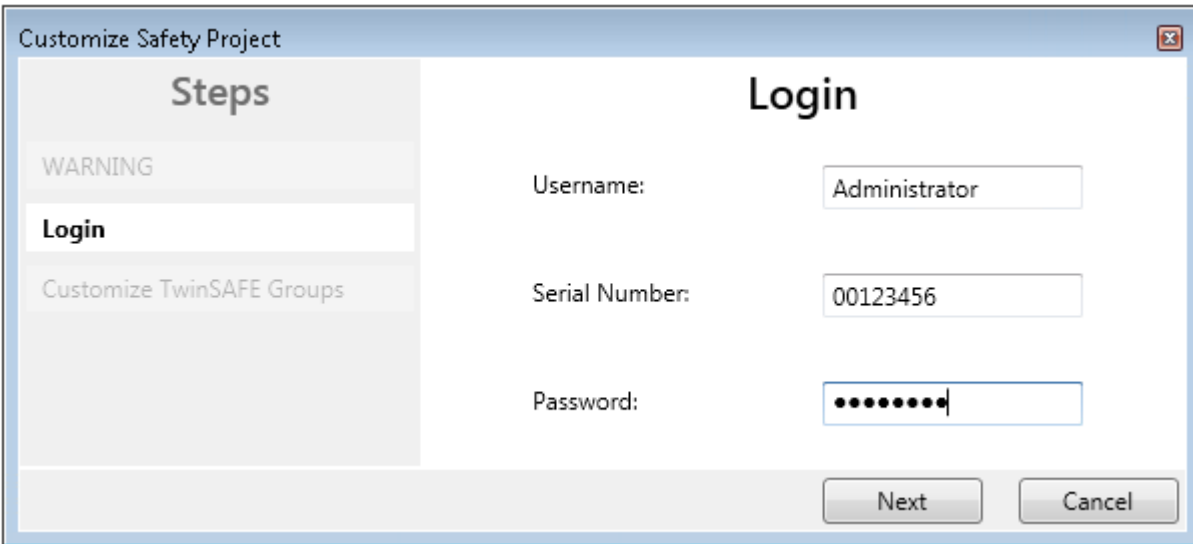 Customize Safety Project
Steps
WARNING
Login
Customize TwinSAFE Groups
Login
Username:
Administrator
Serial Number:
00123456
Password:
••••••••
Next
Cancel